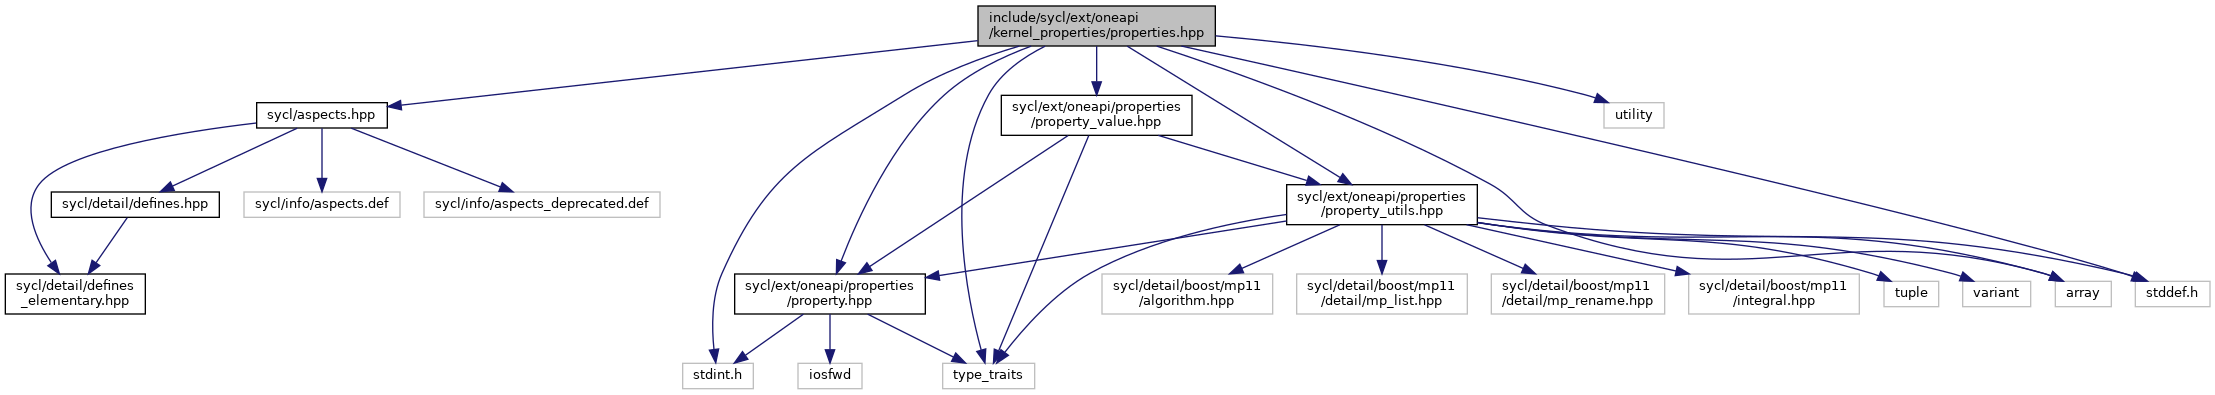 include/sycl/ext/oneapi
/kernel_properties/properties.hpp
sycl/aspects.hpp
sycl/ext/oneapi/properties
/property_value.hpp
utility
sycl/detail/defines.hpp
sycl/info/aspects.def
sycl/info/aspects_deprecated.def
sycl/ext/oneapi/properties
/property_utils.hpp
sycl/detail/defines
_elementary.hpp
sycl/ext/oneapi/properties
/property.hpp
sycl/detail/boost/mp11
/algorithm.hpp
sycl/detail/boost/mp11
/detail/mp_list.hpp
sycl/detail/boost/mp11
/detail/mp_rename.hpp
sycl/detail/boost/mp11
/integral.hpp
tuple
variant
array
stddef.h
stdint.h
iosfwd
type_traits